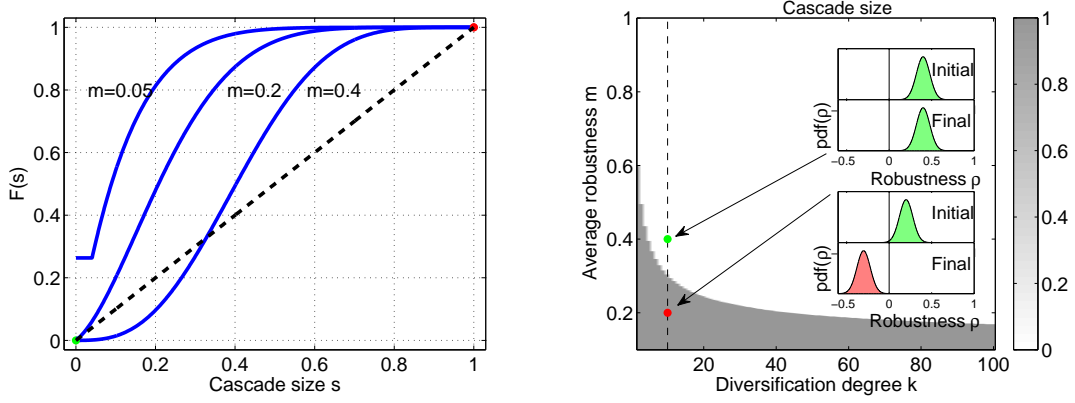 1
0.8
0.6
0.4
0.2
0
F(s)
m=0.05
m=0.2
m=0.4
0 0.2 0.4 0.6 0.8 1
Cascade size s
Cascade size
1
0.8
0.6
0.4
0.2
Average robustness m
20 40 60 80 100
Diversification degree k
Initial
Final
pdf(ρ)
−0.5 0 0.5 1
Robustness ρ
Initial
Final
pdf(ρ)
−0.5 0 0.5 1
Robustness ρ
1
0.8
0.6
0.4
0.2
0